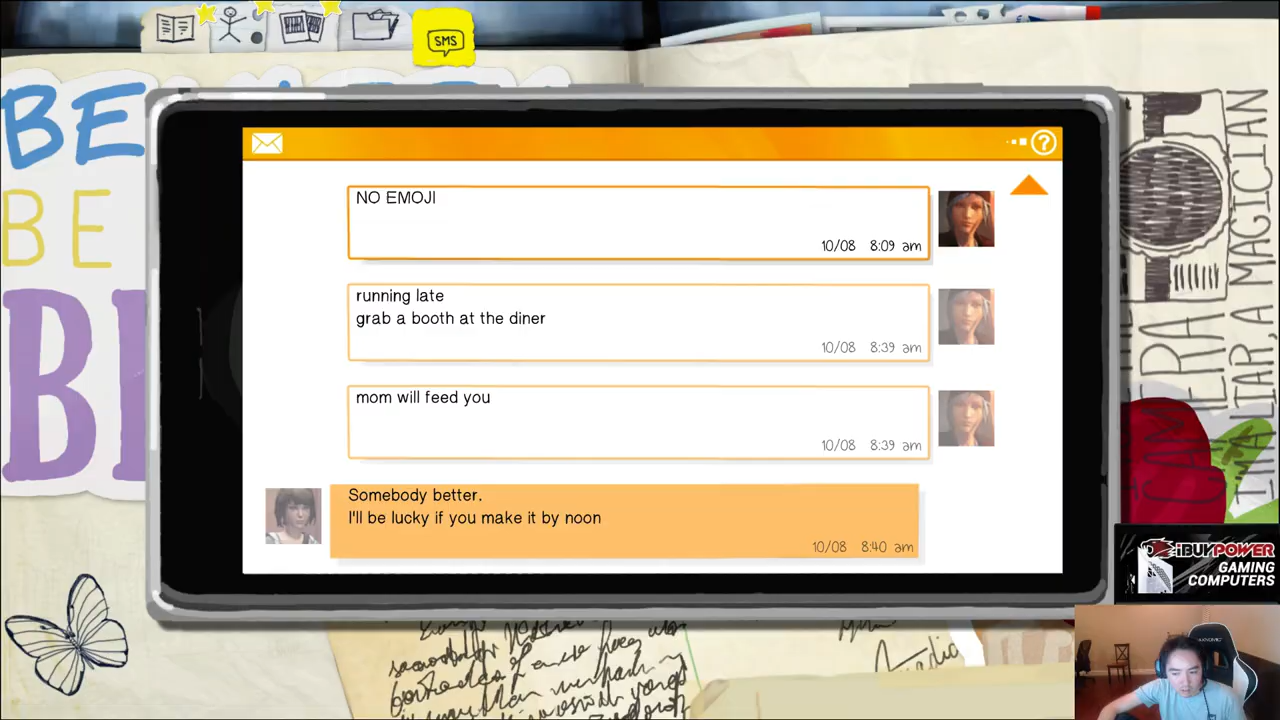 SMS
BE
BE
NO EMOJI
10/08 8:09 am
running late
grab a booth at the diner
10/08 8:39 am
mom will feed you
10/08 8:39 am
Somebody better.
I'll be lucky if you make it by noon
10/08 8:40 am
?
CAMERA
I'M A LIAR, A MAGICIAN
iBUYPOWER
GAMING
COMPUTERS